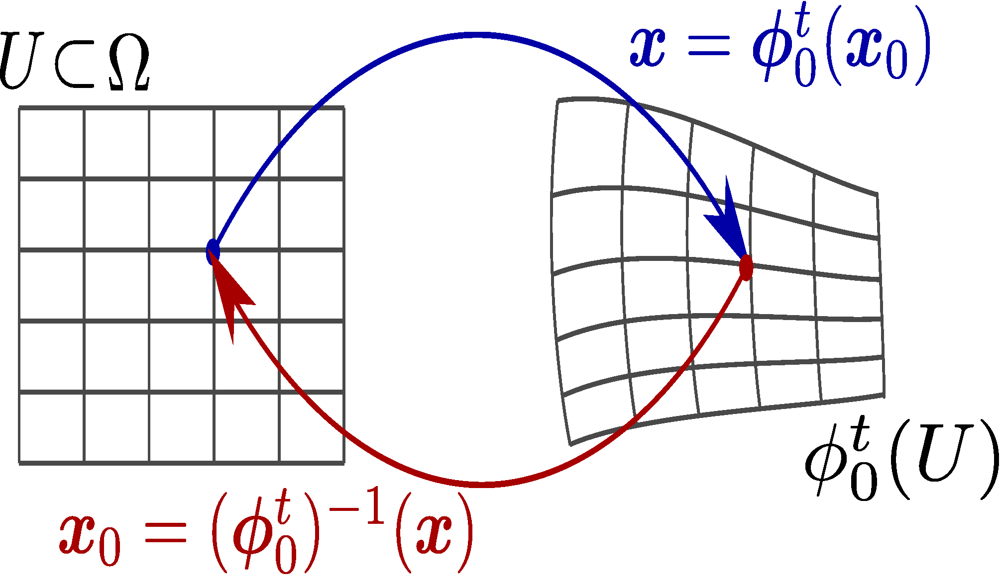 U ⊂ Ω
x = ϕ₀ᵗ(x₀)
ϕ₀ᵗ(U)
x₀ = (ϕ₀ᵗ)⁻¹(x)